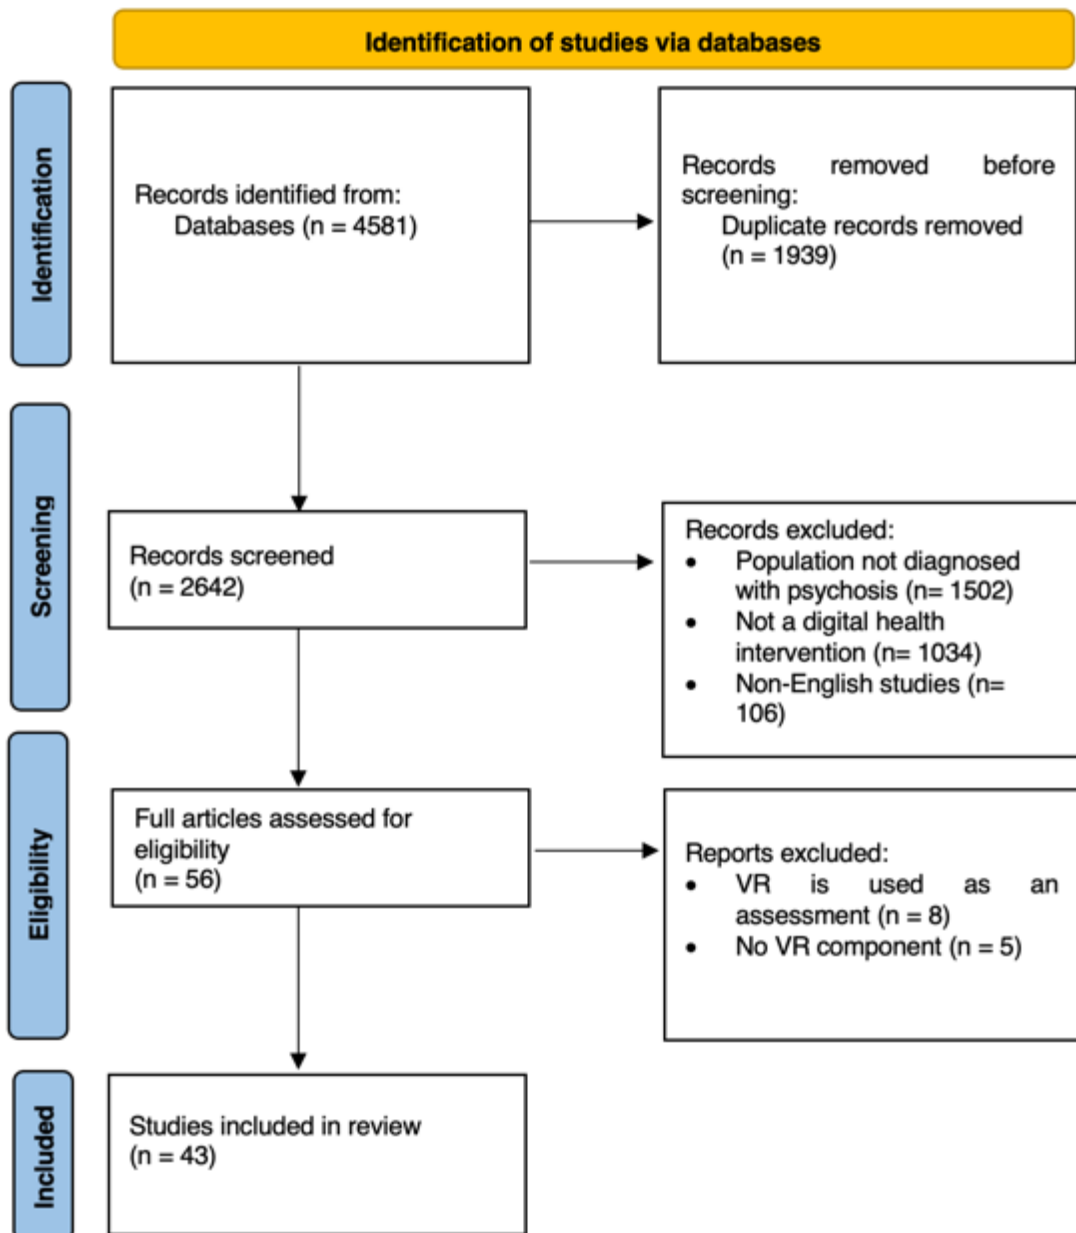 Identification of studies via databases
Identification
Records identified from:
Databases (n = 4581)
Records removed before
screening:
Duplicate records removed
(n = 1939)
Screening
Records screened
(n = 2642)
Records excluded:
• Population not diagnosed
with psychosis (n= 1502)
• Not a digital health
intervention (n= 1034)
• Non-English studies (n=
106)
Eligibility
Full articles assessed for
eligibility
(n = 56)
Reports excluded:
• VR is used as an
assessment (n = 8)
• No VR component (n = 5)
Included
Studies included in review
(n = 43)